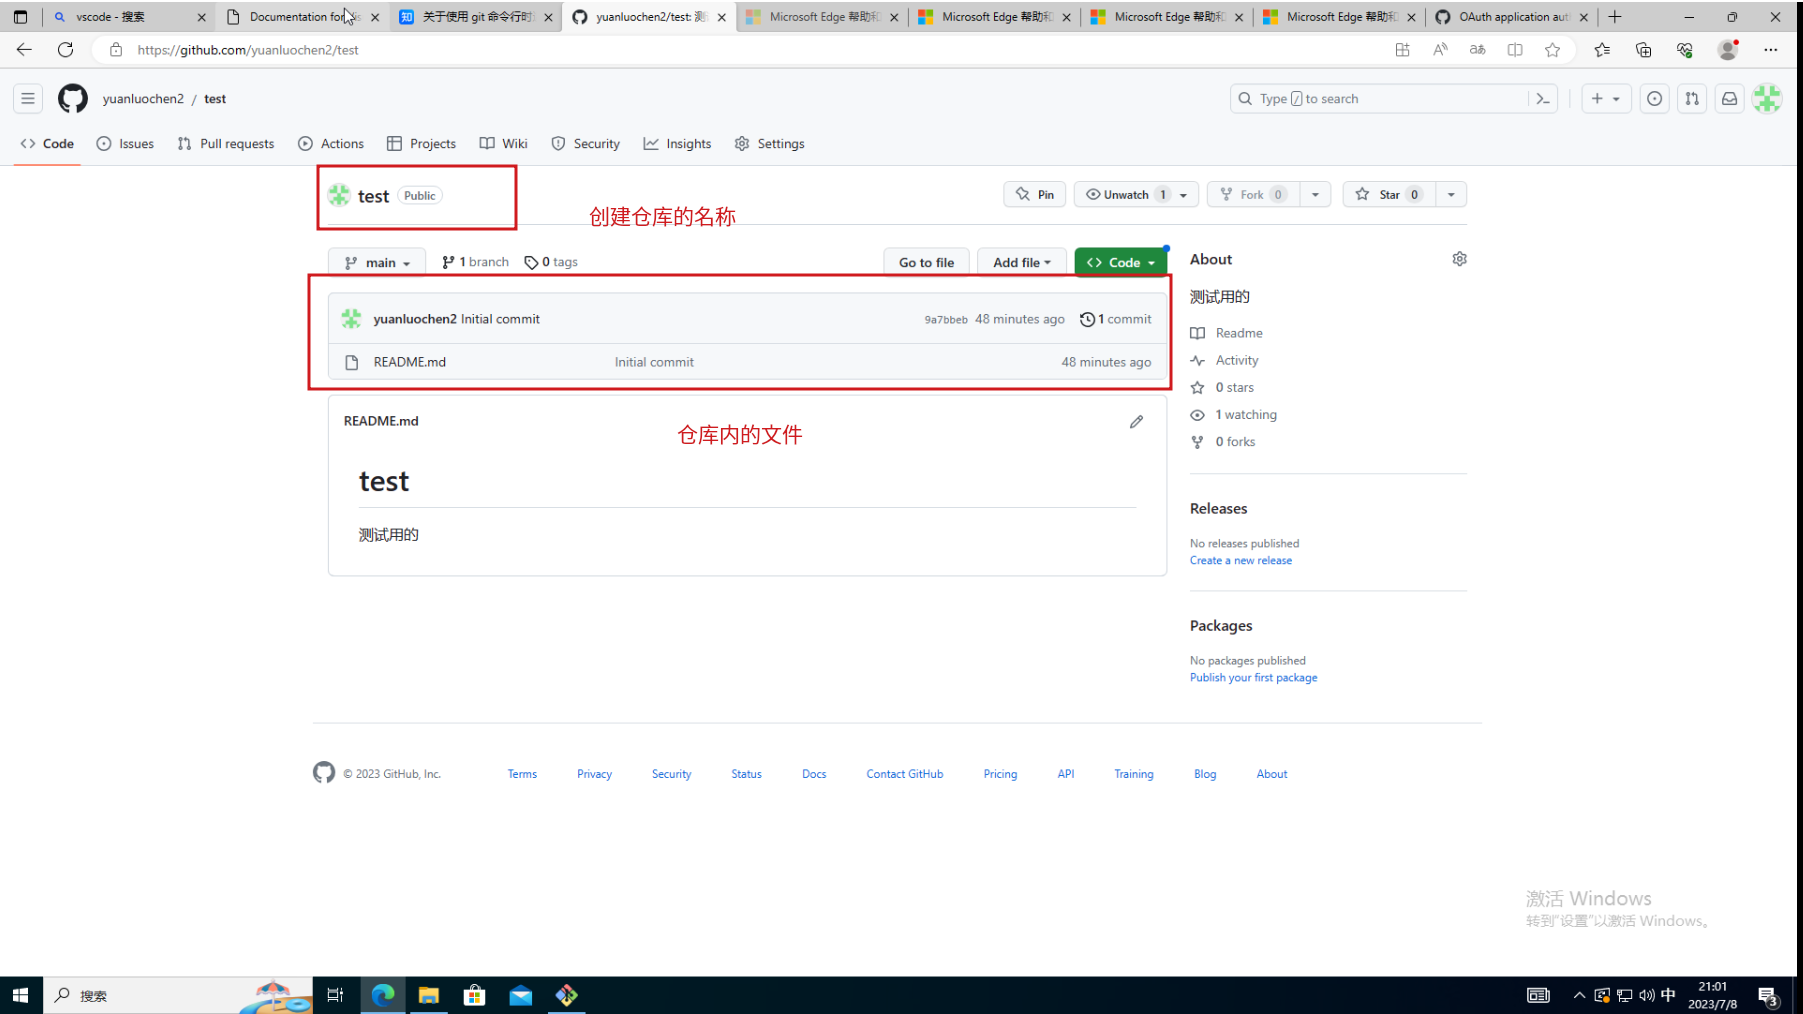 vscode - 搜索
Documentation for
关于使用 git 命令行时
yuanluochen2/test: 测
Microsoft Edge 帮助和
Microsoft Edge 帮助和
Microsoft Edge 帮助和
Microsoft Edge 帮助和
OAuth application aut
https://github.com/yuanluochen2/test
yuanluochen2 / test
Type / to search
Code
Issues
Pull requests
Actions
Projects
Wiki
Security
Insights
Settings
test Public
Pin
Unwatch 1
Fork 0
Star 0
创建仓库的名称
main
1 branch
0 tags
Go to file
Add file
Code
yuanluochen2 Initial commit
9a7bbeb 48 minutes ago
1 commit
README.md
Initial commit
48 minutes ago
README.md
仓库内的文件
test
测试用的
About
测试用的
Readme
Activity
0 stars
1 watching
0 forks
Releases
No releases published
Create a new release
Packages
No packages published
Publish your first package
© 2023 GitHub, Inc.
Terms
Privacy
Security
Status
Docs
Contact GitHub
Pricing
API
Training
Blog
About
激活 Windows
转到"设置"以激活 Windows。
搜索
中
21:01
2023/7/8
3